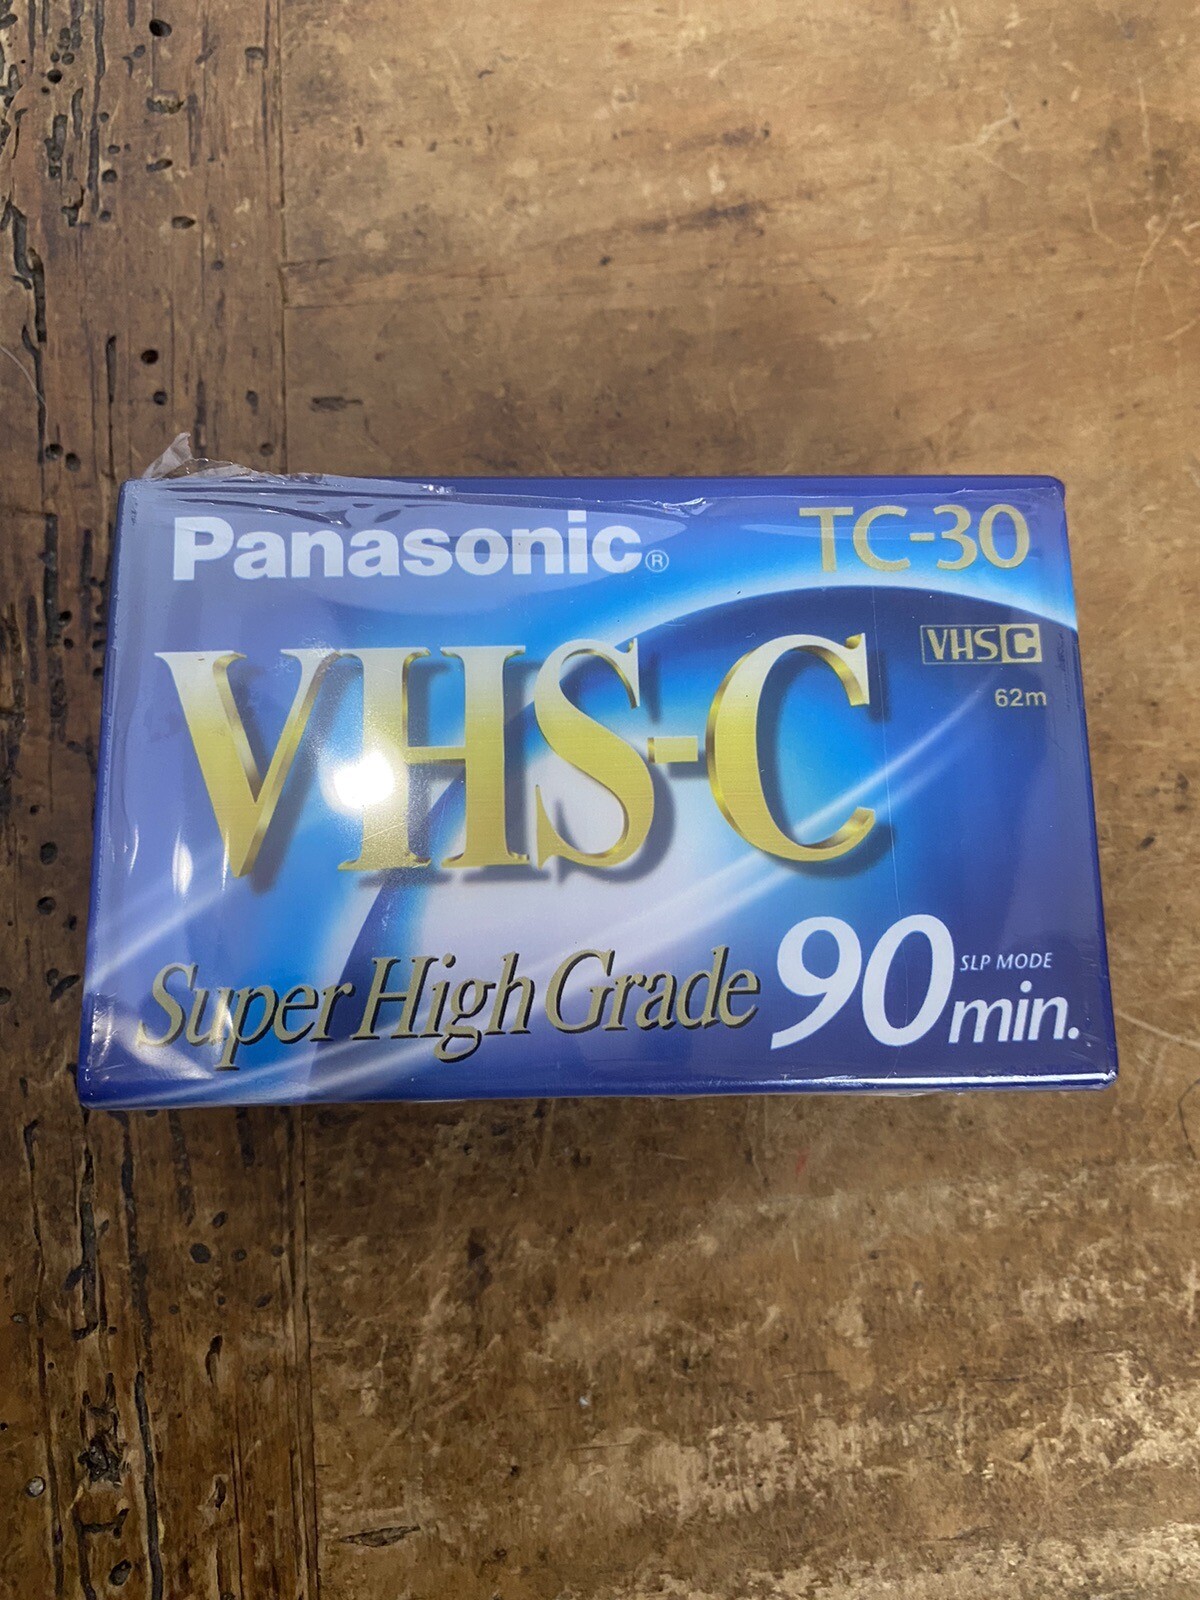 Panasonic®
TC-30
VHS-C
VHS C
62m
Super High Grade
90 min.
SLP MODE